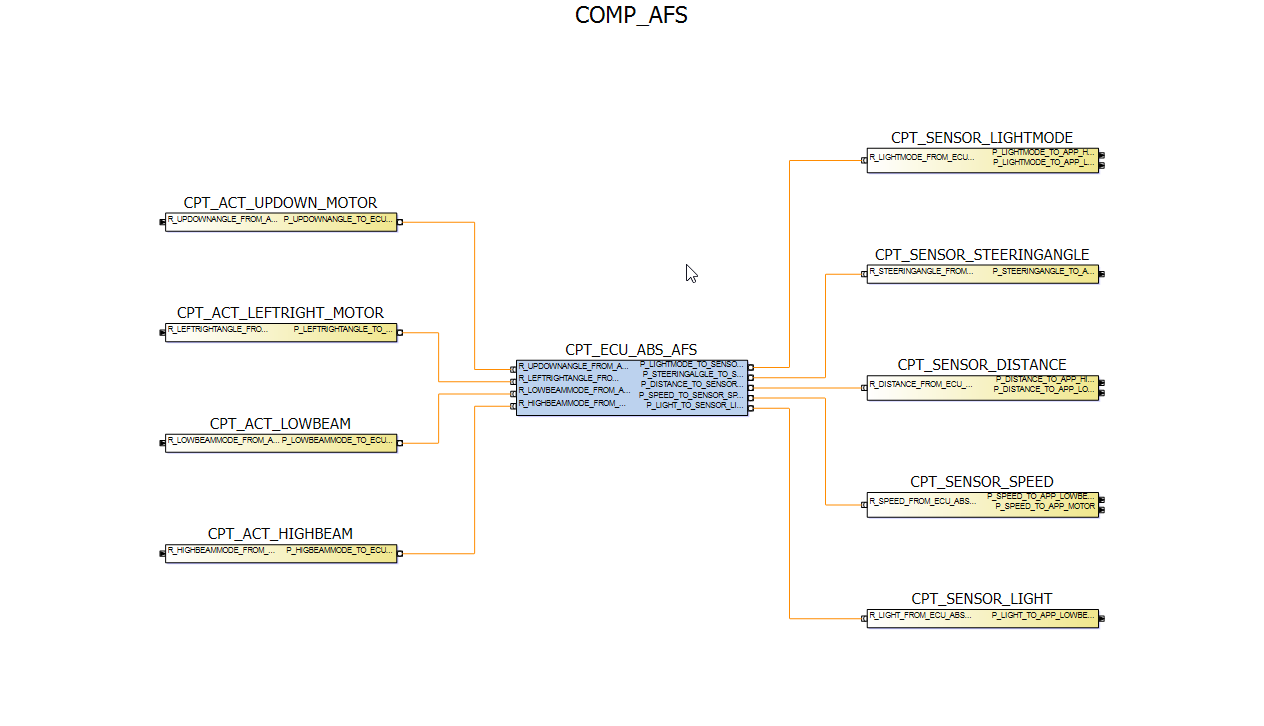 COMP_AFS
CPT_ACT_UPDOWN_MOTOR
R_UPDOWNANGLE_FROM_A... P_UPDOWNANGLE_TO_ECU...
CPT_ACT_LEFTRIGHT_MOTOR
R_LEFTRIGHTANGLE_FRO... P_LEFTRIGHTANGLE_TO_...
CPT_ACT_LOWBEAM
R_LOWBEAMMODE_FROM_A... P_LOWBEAMMODE_TO_ECU...
CPT_ACT_HIGHBEAM
R_HIGHBEAMMODE_FROM_... P_HIGBEAMMODE_TO_ECU...
CPT_ECU_ABS_AFS
R_UPDOWNANGLE_FROM_A...
R_LEFTRIGHTANGLE_FRO...
R_LOWBEAMMODE_FROM_A...
R_HIGHBEAMMODE_FROM_...
P_LIGHTMODE_TO_SENSO...
P_STEERINGALGLE_TO_S...
P_DISTANCE_TO_SENSOR...
P_SPEED_TO_SENSOR_SP...
P_LIGHT_TO_SENSOR_LI...
CPT_SENSOR_LIGHTMODE
R_LIGHTMODE_FROM_ECU...
P_LIGHTMODE_TO_APP_H...
P_LIGHTMODE_TO_APP_L...
CPT_SENSOR_STEERINGANGLE
R_STEERINGANGLE_FROM... P_STEERINGANGLE_TO_A...
CPT_SENSOR_DISTANCE
R_DISTANCE_FROM_ECU_...
P_DISTANCE_TO_APP_HI...
P_DISTANCE_TO_APP_LO...
CPT_SENSOR_SPEED
R_SPEED_FROM_ECU_ABS...
P_SPEED_TO_APP_LOWBE...
P_SPEED_TO_APP_MOTOR
CPT_SENSOR_LIGHT
R_LIGHT_FROM_ECU_ABS... P_LIGHT_TO_APP_LOWBE...